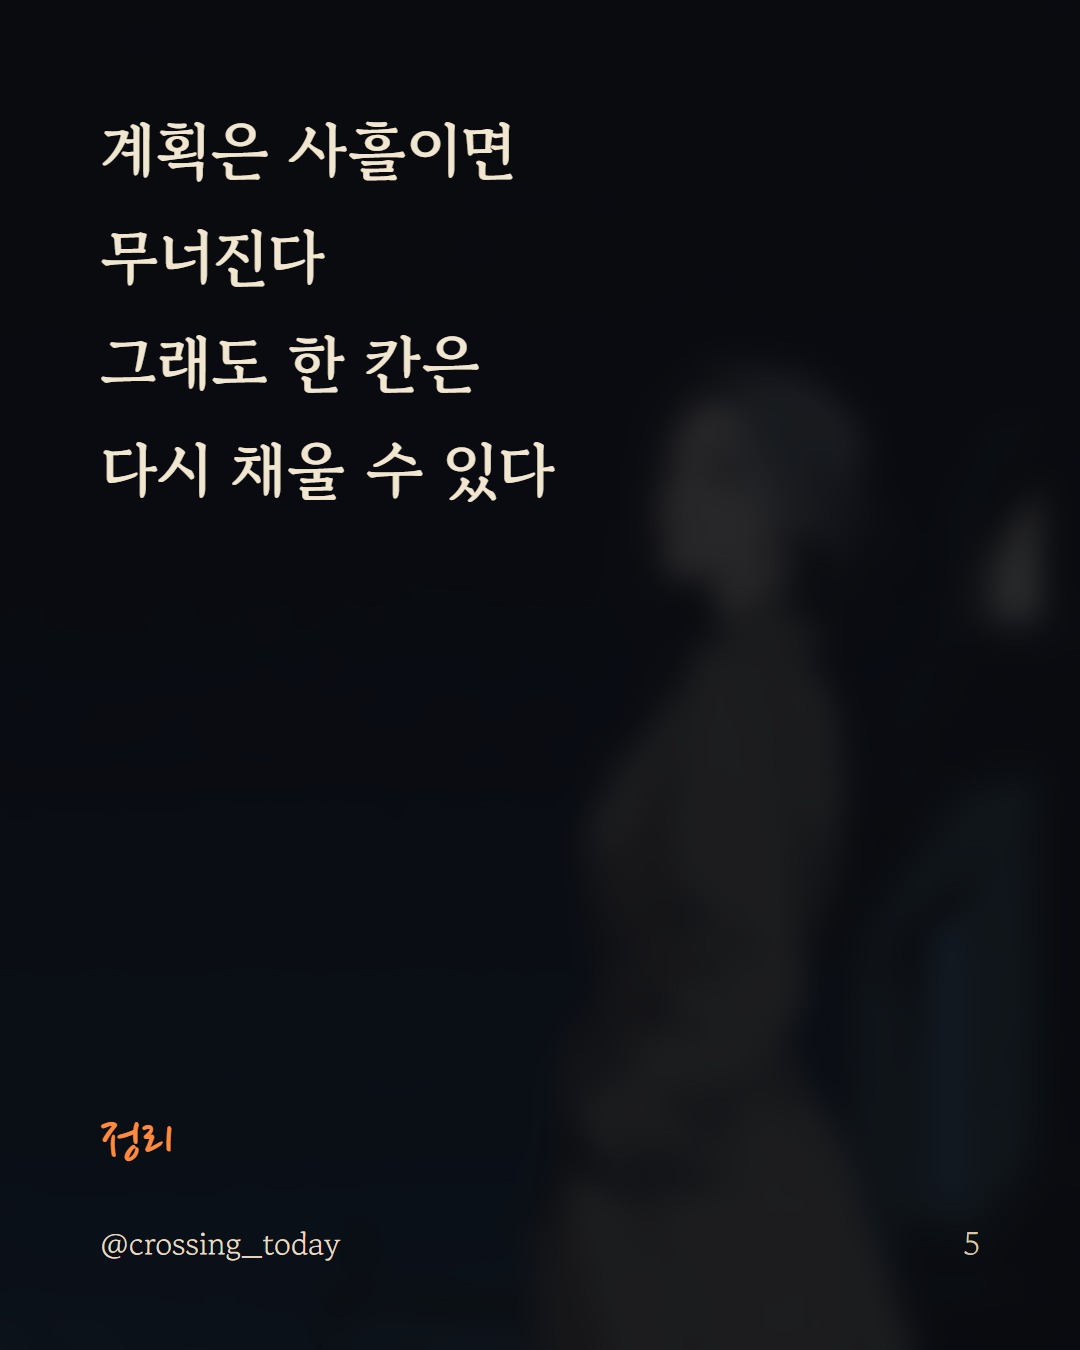 계획은 사흘이면
무너진다
그래도 한 칸은
다시 채울 수 있다
정리
@crossing_today
5